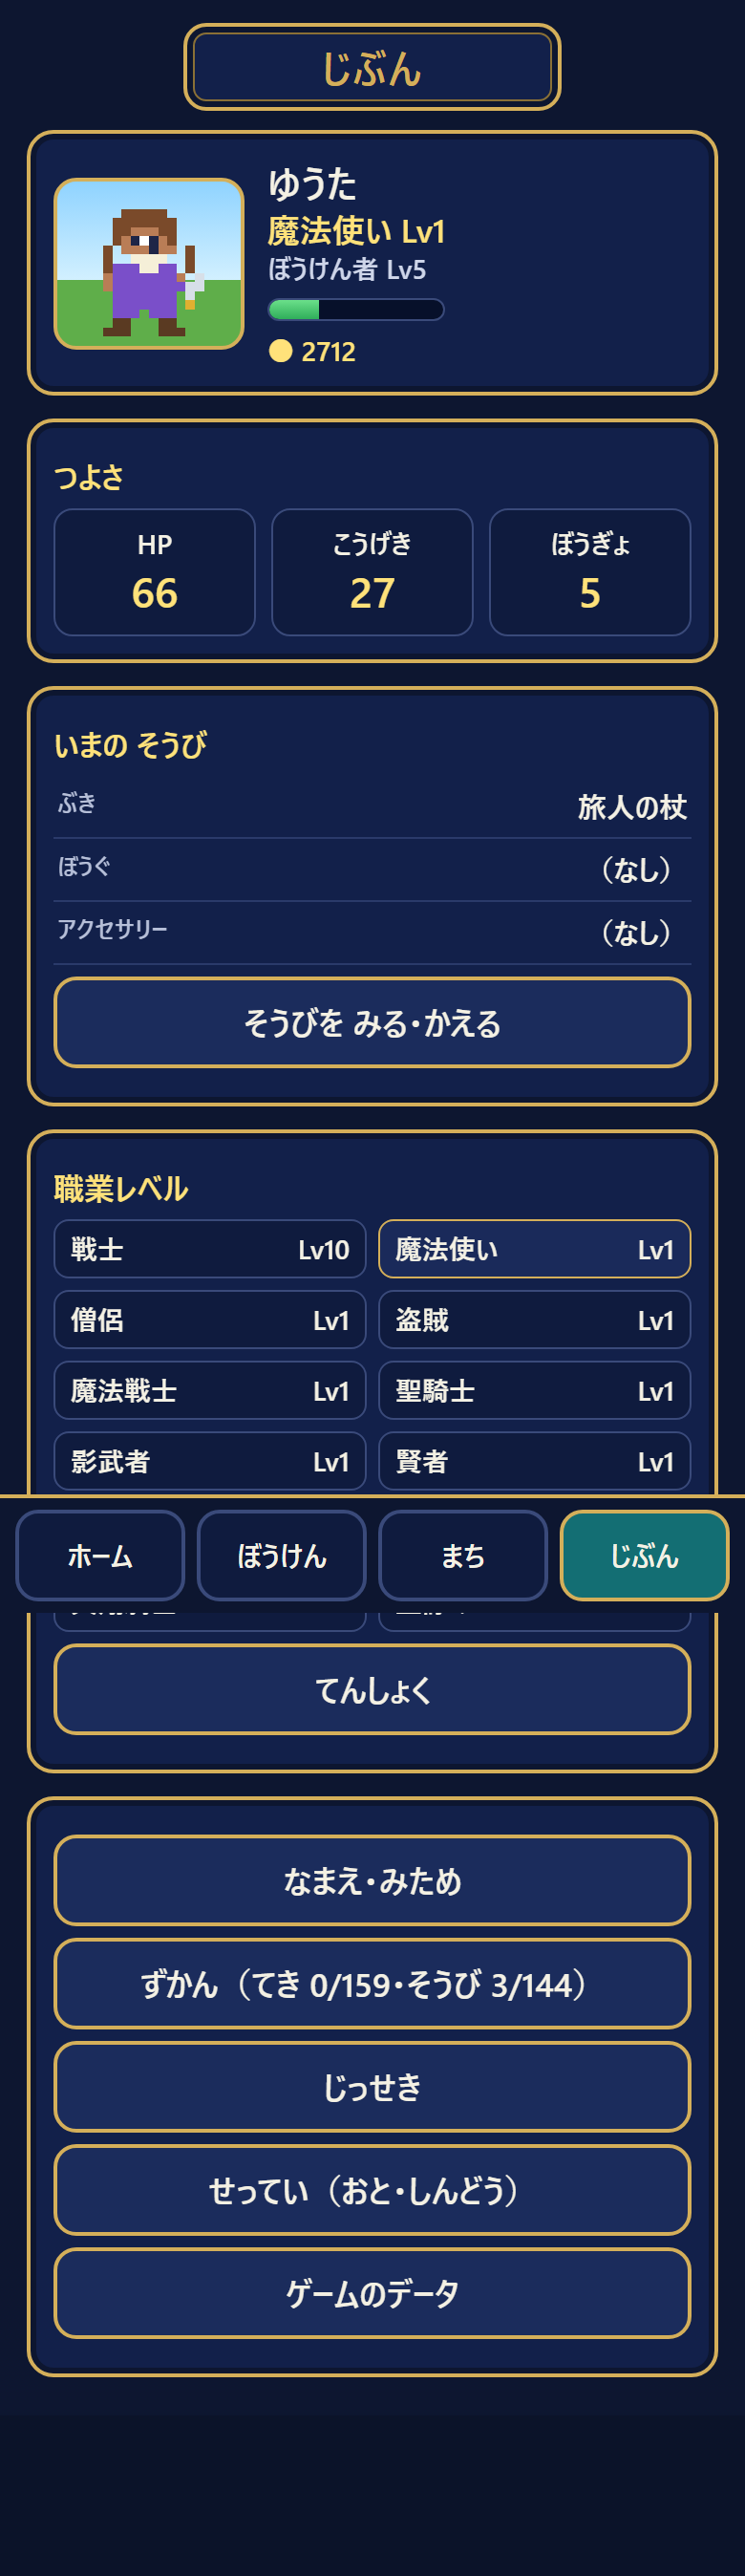 じぶん
ゆうた
魔法使い Lv1
ぼうけん者 Lv5
2712
つよさ
HP こうげき ぼうぎょ
66 27 5
いまの そうび
ぶき 旅人の杖
ぼうぐ （なし）
アクセサリー （なし）
そうびを みる・かえる
職業レベル
戦士 Lv10 魔法使い Lv1
僧侶 Lv1 盗賊 Lv1
魔法戦士 Lv1 聖騎士 Lv1
影武者 Lv1 賢者 Lv1
ホーム ぼうけん まち じぶん
てんしょく
なまえ・みため
ずかん（てき 0/159・そうび 3/144）
じっせき
せってい（おと・しんどう）
ゲームのデータ